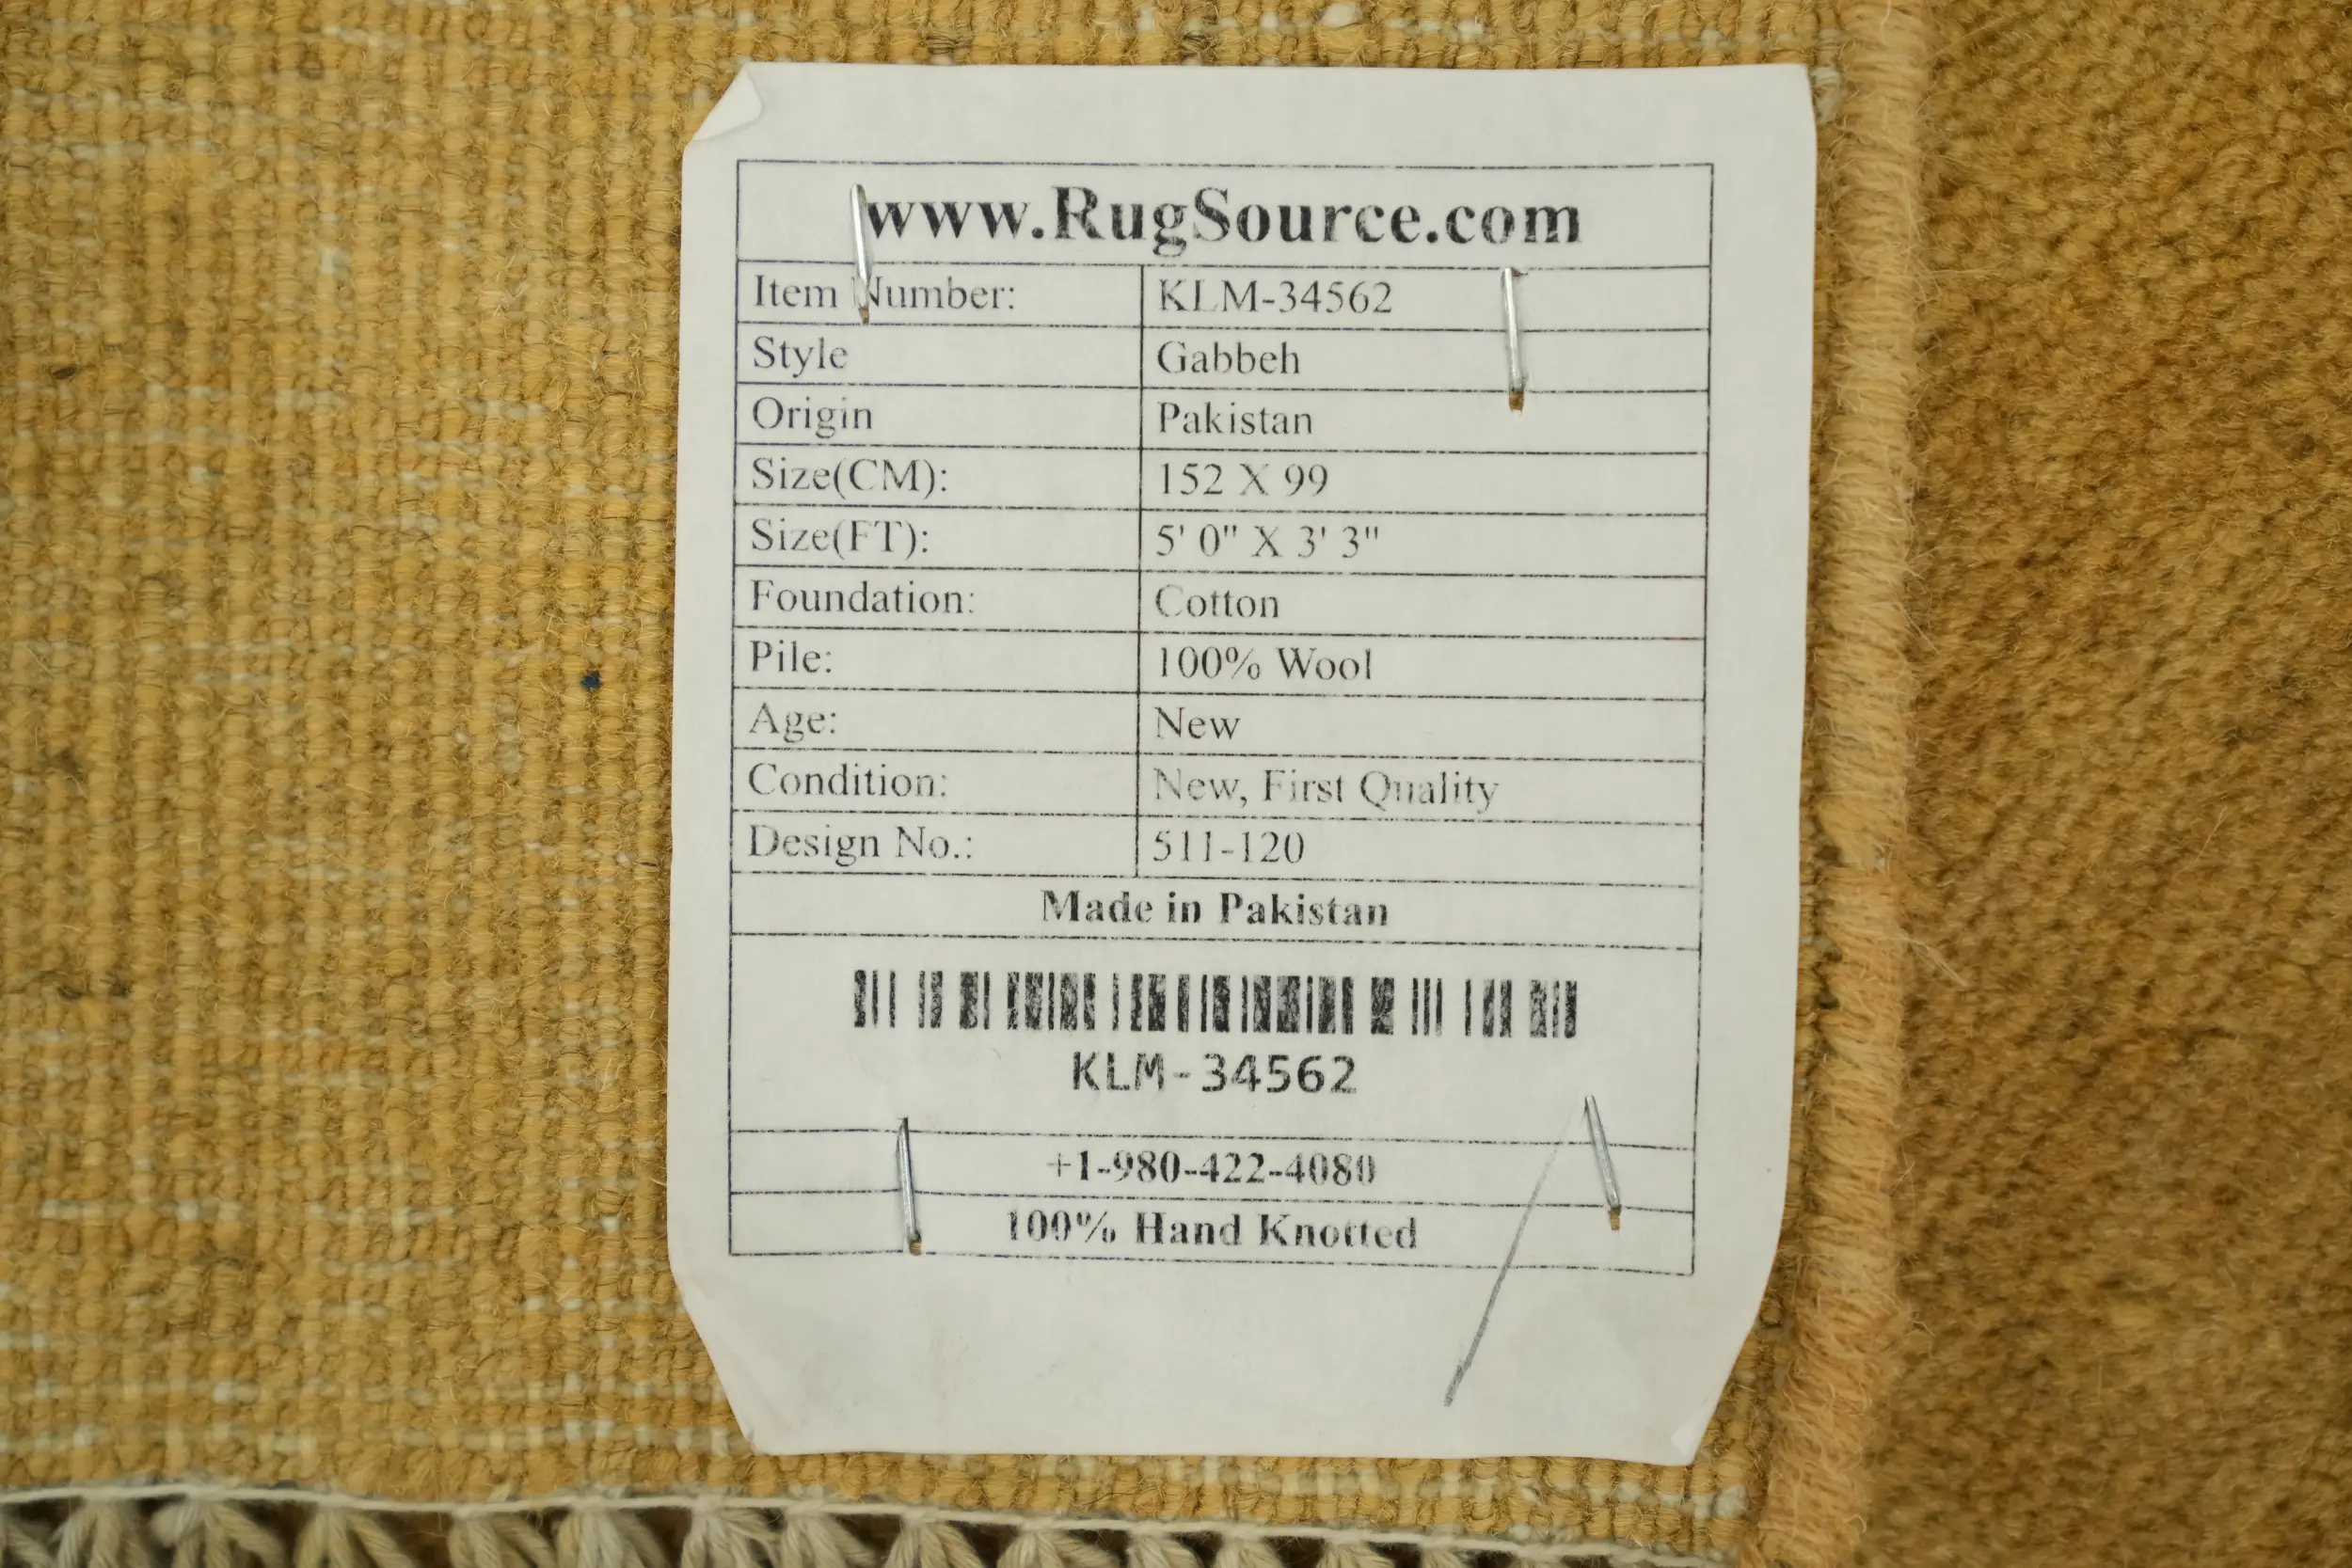 www.RugSource.com
Item Number: KLM-34562
Style Gabbeh
Origin Pakistan
Size(CM): 152 X 99
Size(FT): 5' 0" X 3' 3"
Foundation: Cotton
Pile: 100% Wool
Age: New
Condition: New, First Quality
Design No.: 511-120
Made in Pakistan
KLM-34562
+1-980-422-4080
100% Hand Knotted